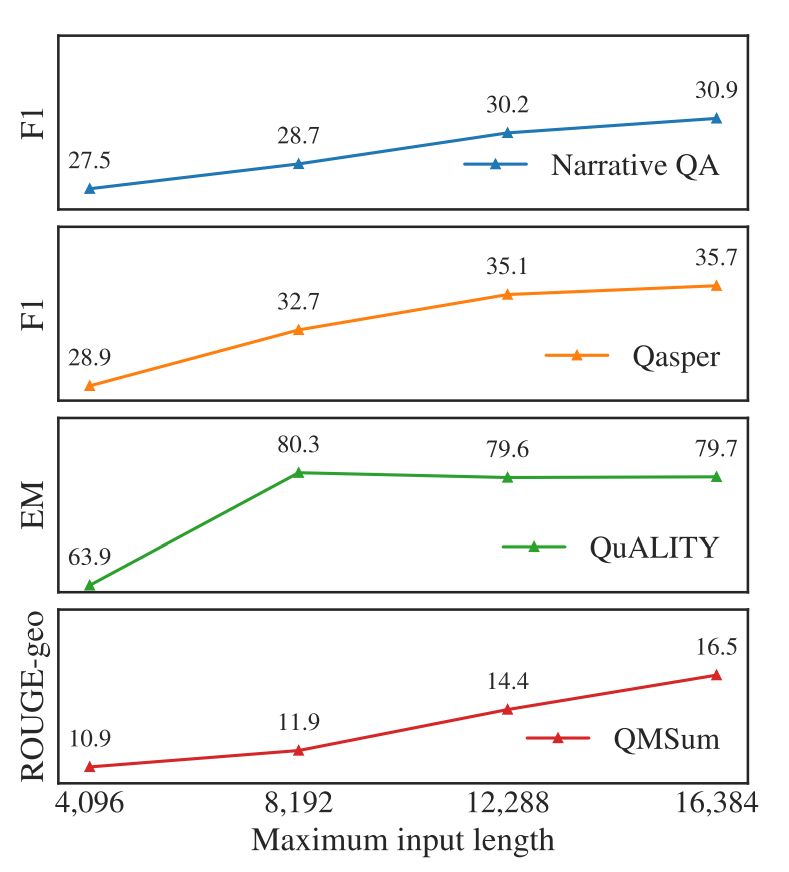 F1
27.5
28.7
30.2
30.9
Narrative QA
F1
28.9
32.7
35.1
35.7
Qasper
EM
63.9
80.3
79.6
79.7
QuALITY
ROUGE-geo
10.9
11.9
14.4
16.5
QMSum
4,096 8,192 12,288 16,384
Maximum input length